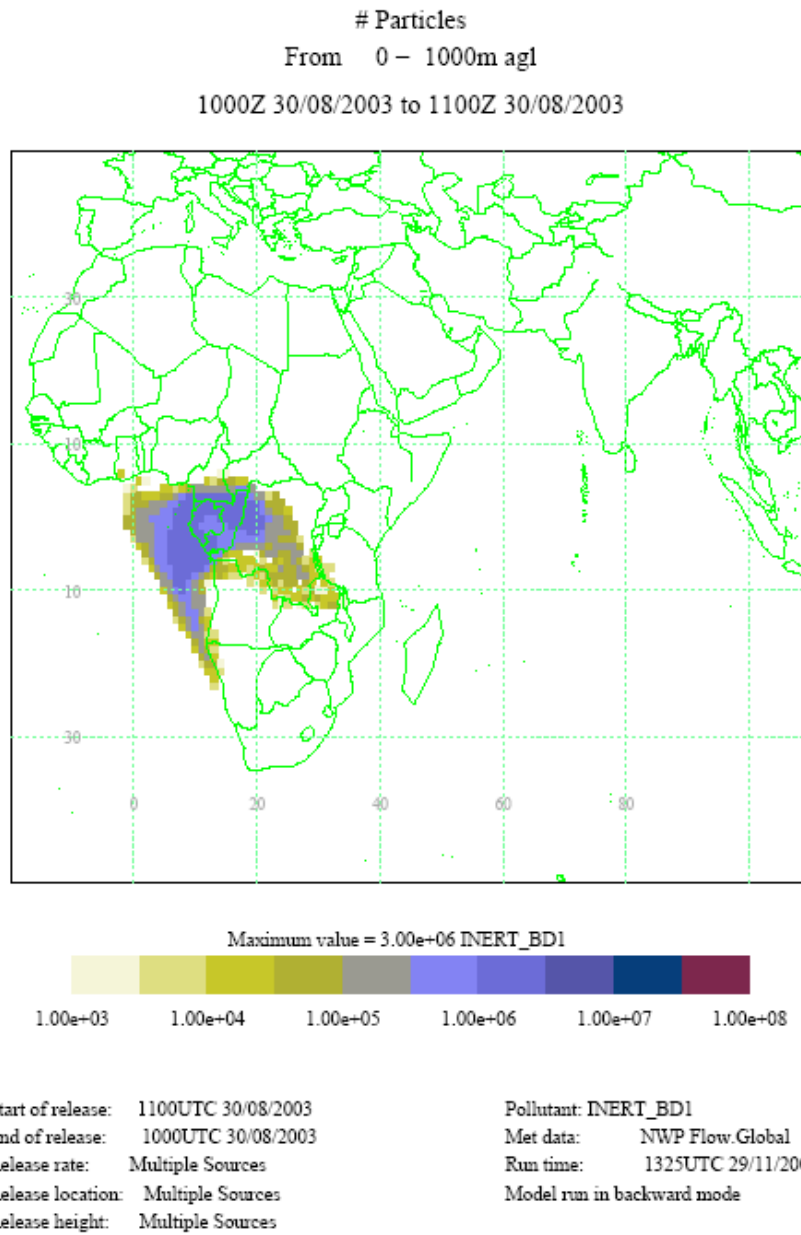 # Particles
From 0 – 1000m agl
1000Z 30/08/2003 to 1100Z 30/08/2003
30
10
10
30
0 20 40 60 80
Maximum value = 3.00e+06 INERT_BD1
1.00e+03 1.00e+04 1.00e+05 1.00e+06 1.00e+07 1.00e+08
tart of release: 1100UTC 30/08/2003 Pollutant: INERT_BD1
nd of release: 1000UTC 30/08/2003 Met data: NWP Flow.Global
elease rate: Multiple Sources Run time: 1325UTC 29/11/20
elease location: Multiple Sources Model run in backward mode
elease height: Multiple Sources